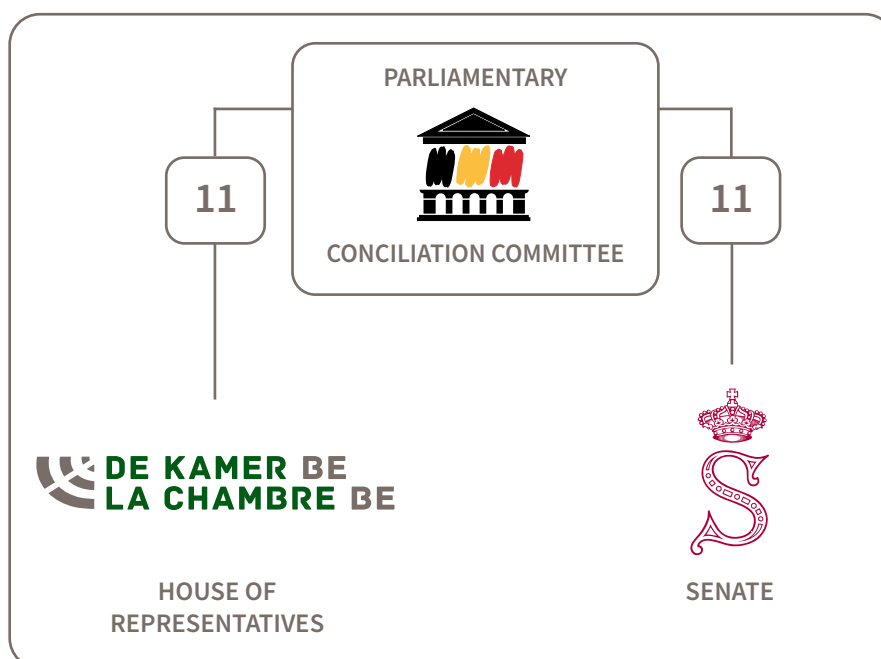 PARLIAMENTARY
CONCILIATION COMMITTEE
11
11
DE KAMER BE
LA CHAMBRE BE
HOUSE OF
REPRESENTATIVES
S
SENATE